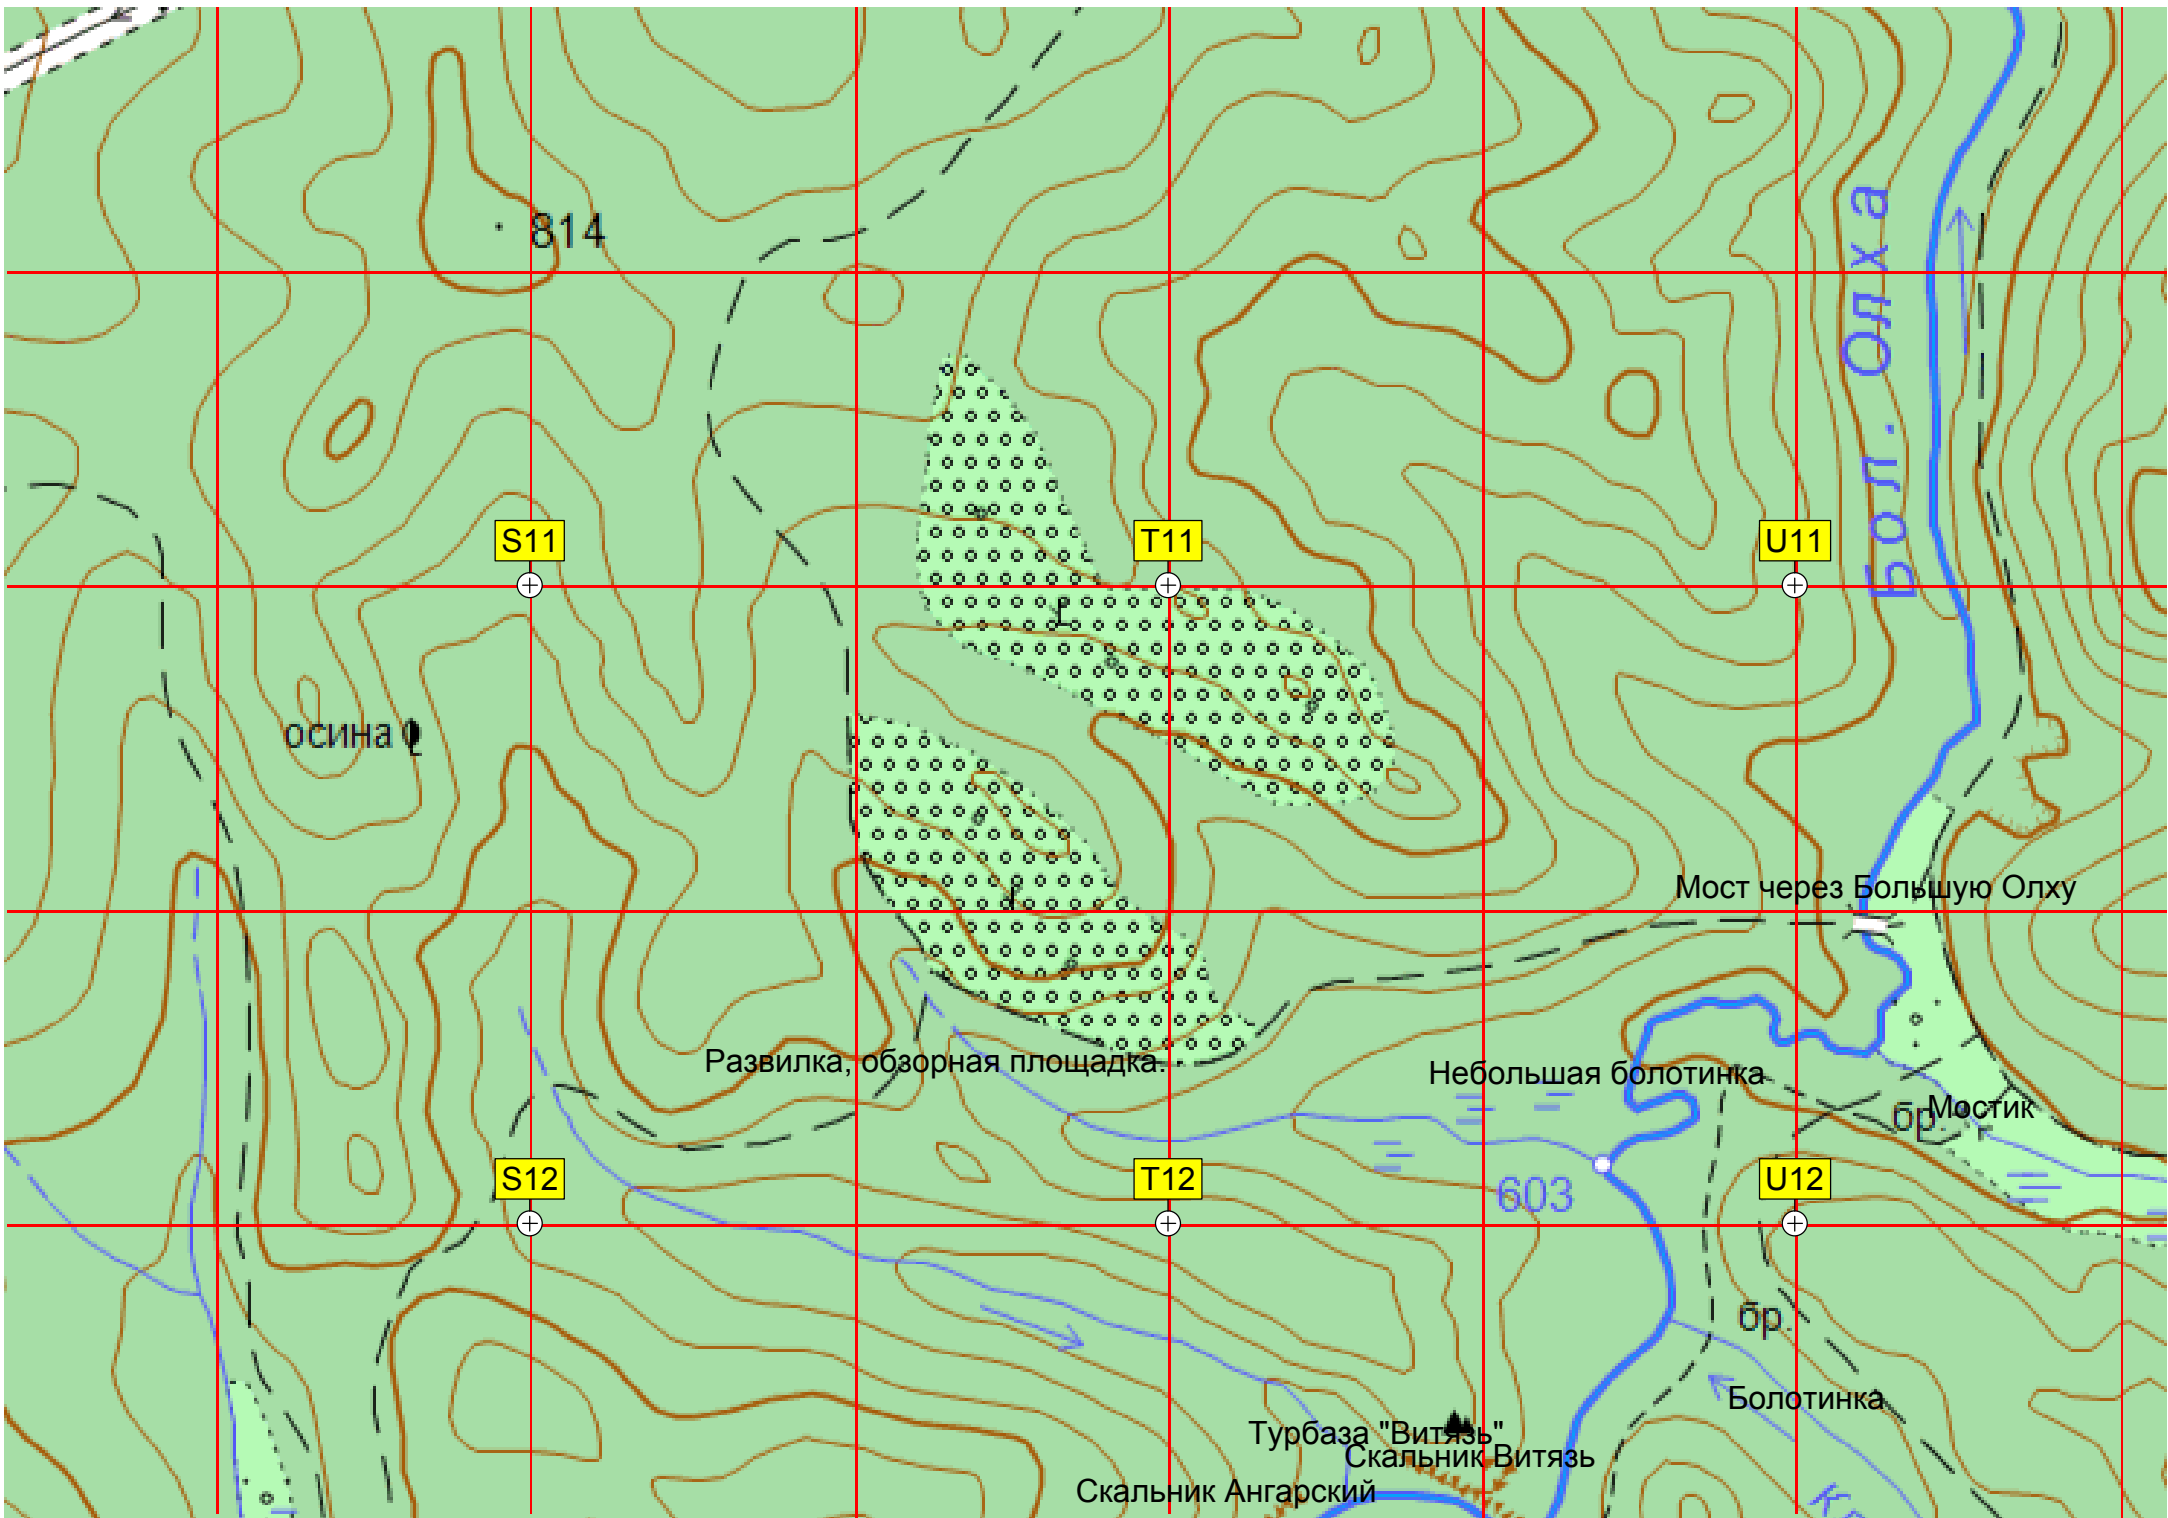 814
Бол. Олха
S11
T11
U11
осина
Мост через Большую Олху
Развилка, обзорная площадка.
Небольшая болотинка
бр.
Мостик
S12
T12
U12
603
бр.
Болотинка
Турбаза "Витязь"
Скальник Витязь
Скальник Ангарский